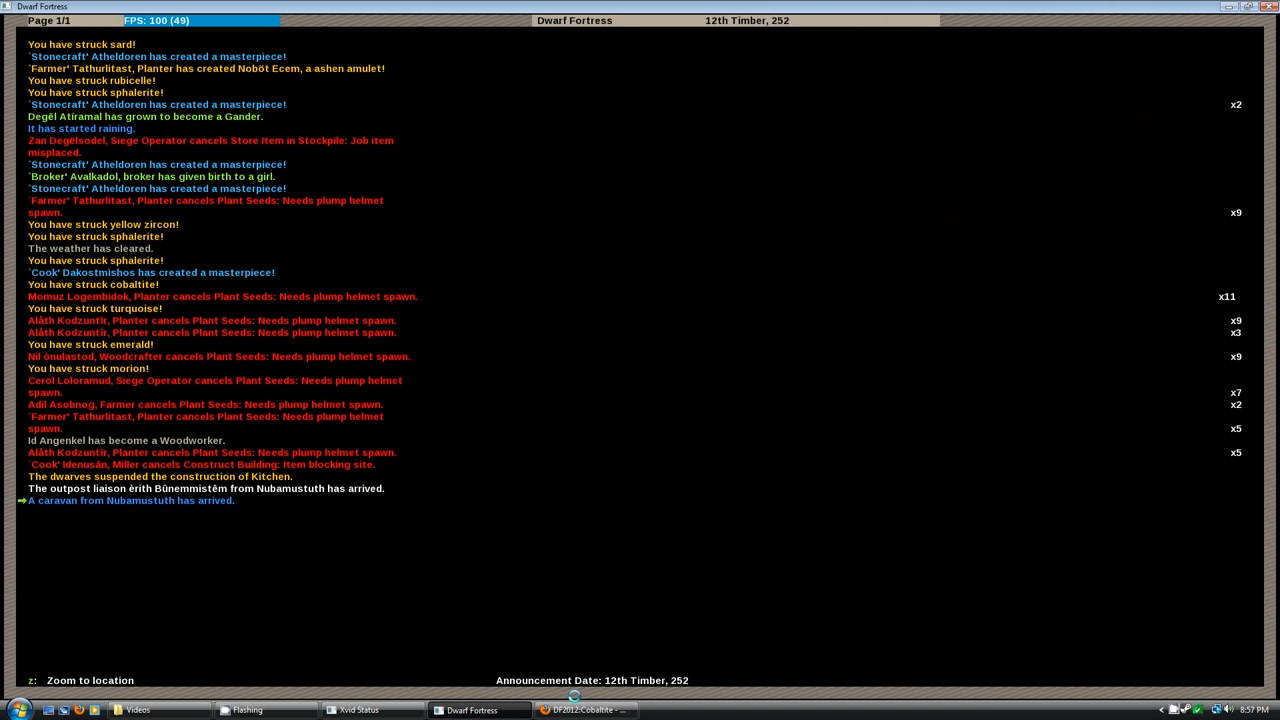 Dwarf Fortress
Page 1/1 FPS: 100 (49) Dwarf Fortress 12th Timber, 252
You have struck sard!
`Stonecraft' Atheldoren has created a masterpiece!
`Farmer' Tathurlitast, Planter has created Noböt Ecem, a ashen amulet!
You have struck rubicelle!
You have struck sphalerite!
`Stonecraft' Atheldoren has created a masterpiece! x2
Degël Atíramal has grown to become a Gander.
It has started raining.
Zan Degëlsodel, Siege Operator cancels Store Item in Stockpile: Job item
misplaced.
`Stonecraft' Atheldoren has created a masterpiece!
`Broker' Avalkadol, broker has given birth to a girl.
`Stonecraft' Atheldoren has created a masterpiece!
`Farmer' Tathurlitast, Planter cancels Plant Seeds: Needs plump helmet
spawn. x9
You have struck yellow zircon!
You have struck sphalerite!
The weather has cleared.
You have struck sphalerite!
`Cook' Dakostmishos has created a masterpiece!
You have struck cobaltite!
Momuz Logembidok, Planter cancels Plant Seeds: Needs plump helmet spawn. x11
You have struck turquoise!
Alåth Kodzuntîr, Planter cancels Plant Seeds: Needs plump helmet spawn. x9
Alåth Kodzuntîr, Planter cancels Plant Seeds: Needs plump helmet spawn. x3
You have struck emerald!
Nil ònulastod, Woodcrafter cancels Plant Seeds: Needs plump helmet spawn. x9
You have struck morion!
Cerol Loloramud, Siege Operator cancels Plant Seeds: Needs plump helmet
spawn. x7
Adil Asobnog, Farmer cancels Plant Seeds: Needs plump helmet spawn. x2
`Farmer' Tathurlitast, Planter cancels Plant Seeds: Needs plump helmet
spawn. x5
Id Angenkel has become a Woodworker.
Alåth Kodzuntîr, Planter cancels Plant Seeds: Needs plump helmet spawn. x5
`Cook' Idenusân, Miller cancels Construct Building: Item blocking site.
The dwarves suspended the construction of Kitchen.
The outpost liaison èrith Bûnemmistêm from Nubamustuth has arrived.
A caravan from Nubamustuth has arrived.
z: Zoom to location Announcement Date: 12th Timber, 252
Videos Flashing Xvid Status Dwarf Fortress DF2012:Cobaltite - ... 8:57 PM